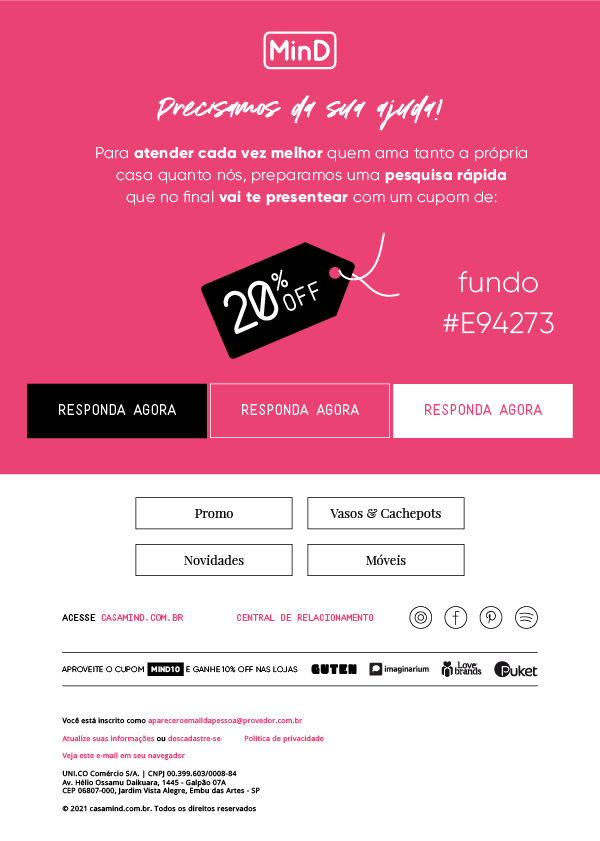 MinD
Precisamos da sua ajuda!
Para atender cada vez melhor quem ama tanto a própria
casa quanto nós, preparamos uma pesquisa rápida
que no final vai te presentear com um cupom de:
20% OFF
fundo
#E94273
RESPONDA AGORA
RESPONDA AGORA
RESPONDA AGORA
Promo
Vasos & Cachepots
Novidades
Móveis
ACESSE CASAMIND.COM.BR
CENTRAL DE RELACIONAMENTO
APROVEITE O CUPOM MIND10 E GANHE 10% OFF NAS LOJAS
GUTEN
imaginarium
Love brands
Puket
Você está inscrito como apareceroemaildapessoa@provedor.com.br
Atualize suas informações ou descadastre-se
Política de privacidade
Veja este e-mail em seu navegador
UNI.CO Comércio S/A. | CNPJ 00.399.603/0008-84
Av. Hélio Ossamu Daikuara, 1445 - Galpão 07A
CEP 06807-000, Jardim Vista Alegre, Embu das Artes - SP
© 2021 casamind.com.br. Todos os direitos reservados